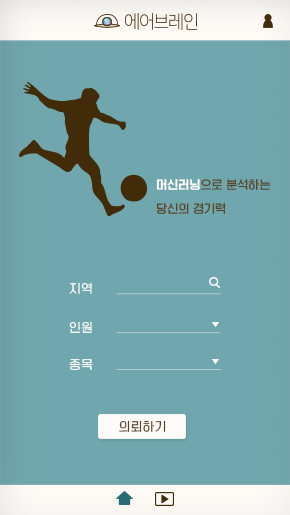 에어브레인
머신러닝으로 분석하는
당신의 경기력
지역
인원
종목
의뢰하기